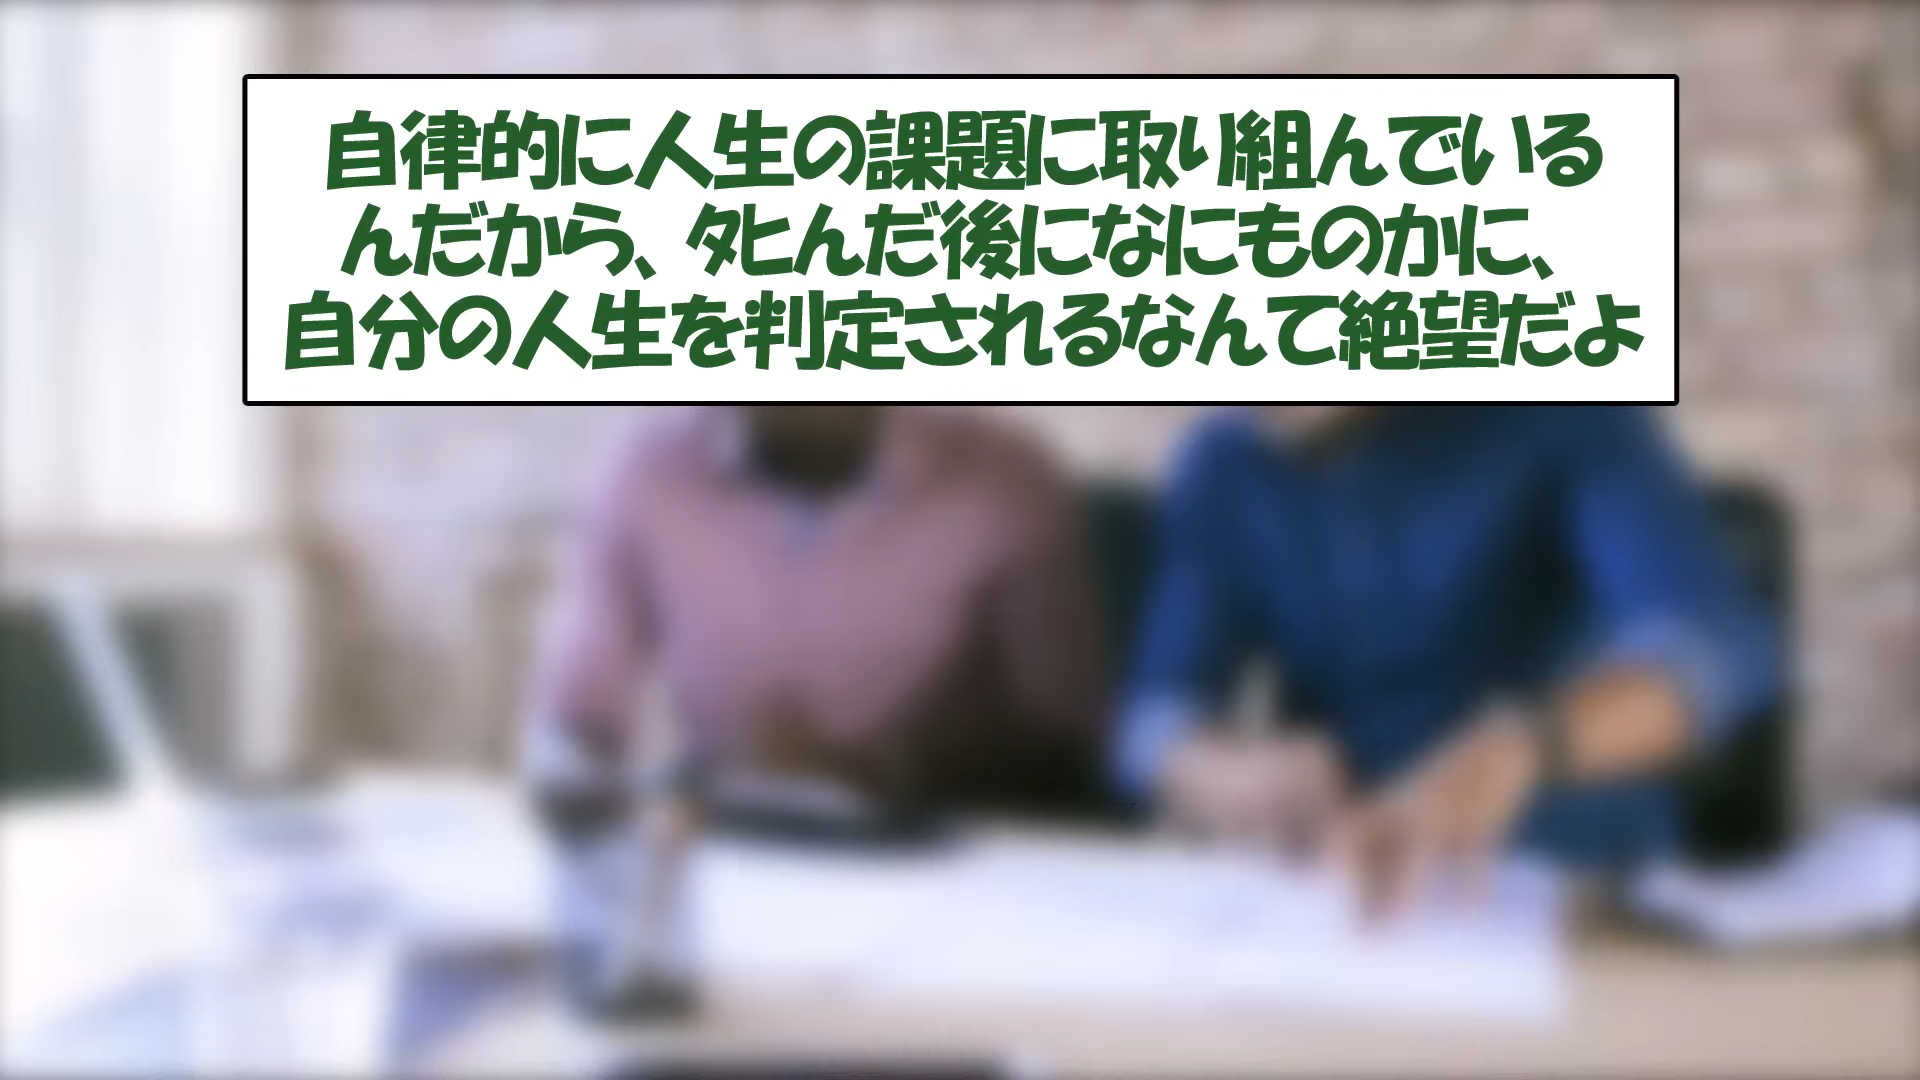 自律的に人生の課題に取り組んでいる
んだから、タヒんだ後になにものかに、
自分の人生を判定されるなんて絶望だよ